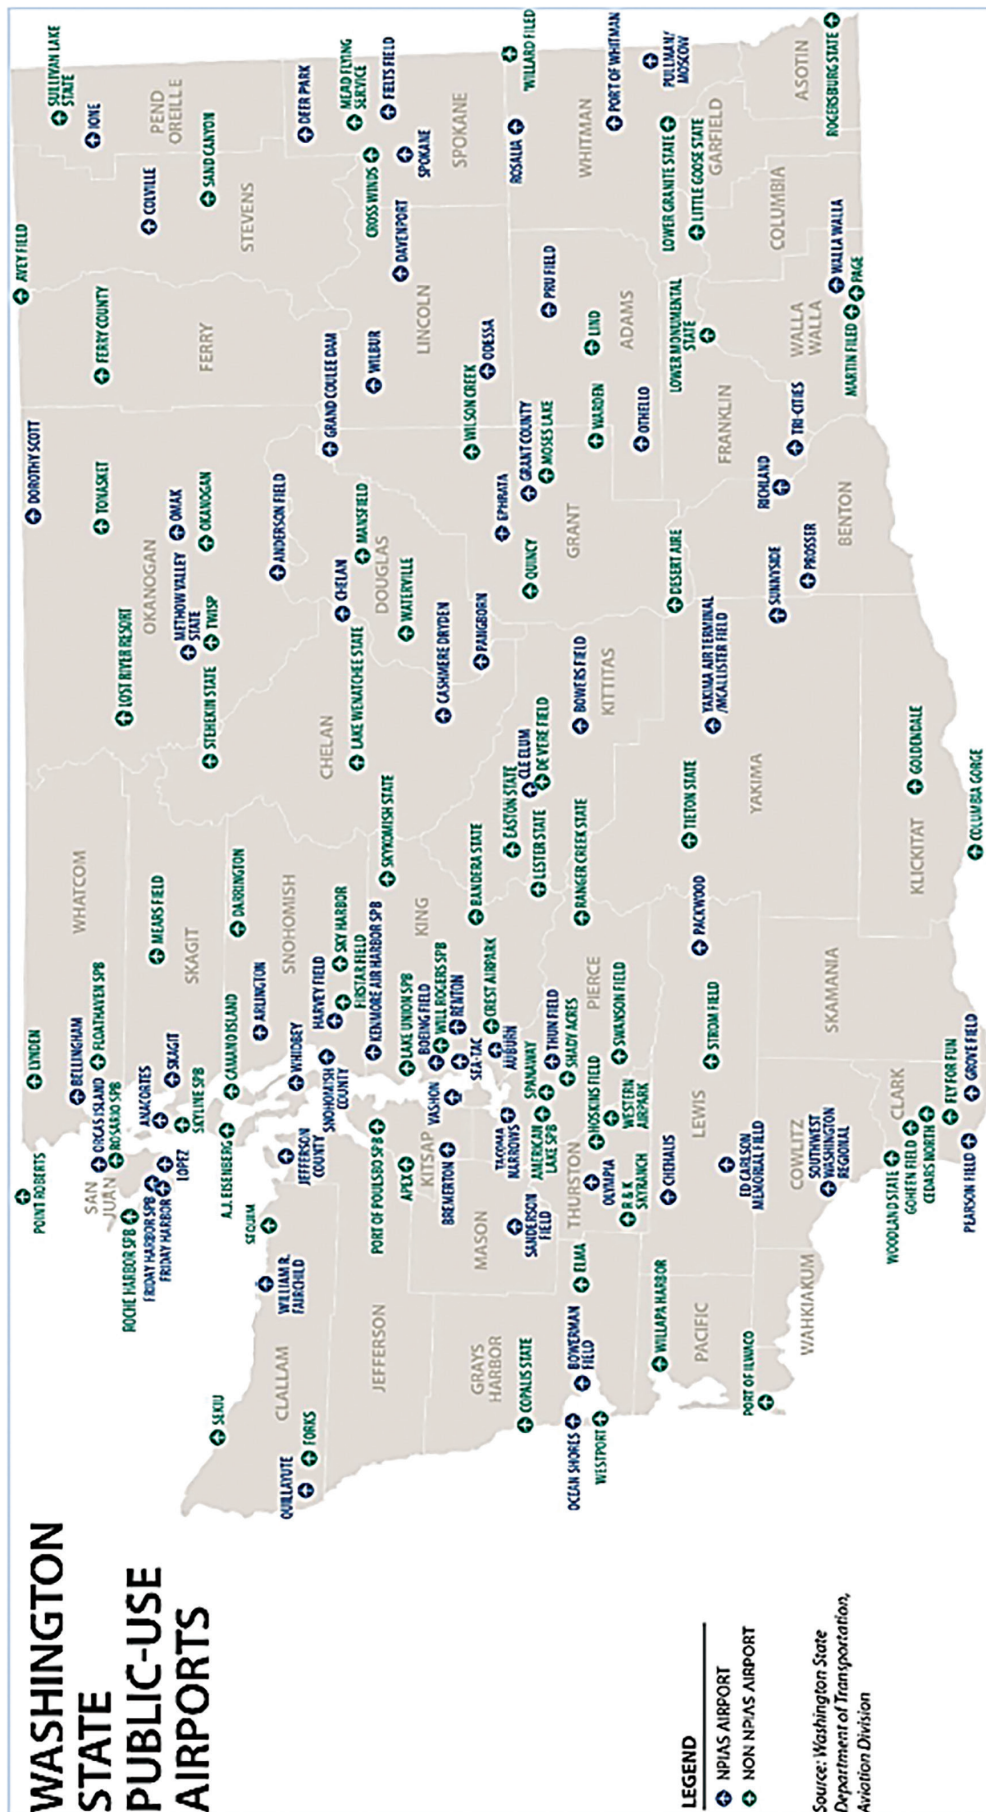 WASHINGTON
STATE
PUBLIC-USE
AIRPORTS
LEGEND
NPIAS AIRPORT
NON NPIAS AIRPORT
Source: Washington State
Department of Transportation,
Aviation Division
POINT ROBERTS
LYNDEN
BELLINGHAM
FLOATHAVEN SPB
WHATCOM
ORCAS ISLAND
ROSARIO SPB
SAN
JUAN
ROCHE HARBOR SPB
FRIDAY HARBOR SPB
FRIDAY HARBOR
LOPEZ
ANACORTES
SKAGIT
SKYLINE SPB
MEARS FIELD
SKAGIT
A.J. EISENBERG
CAMANO ISLAND
DARRINGTON
ARLINGTON
SNOHOMISH
WHIDBEY
HARVEY FIELD
FIRSTAIR FIELD
SKY HARBOR
SNOHOMISH
COUNTY
KENMORE AIR HARBOR SPB
SKYKOMISH STATE
SEKIU
QUILLAYUTE
FORKS
CLALLAM
WILLIAM R.
FAIRCHILD
SEQUIM
JEFFERSON
COUNTY
JEFFERSON
PORT OF POULSBO SPB
APEX
KITSAP
BREMERTON
LAKE UNION SPB
BOEING FIELD
WILL ROGERS SPB
RENTON
KING
VASHON
SEA-TAC
CREST AIRPARK
AUBURN
BANDERA STATE
EASTON STATE
LESTER STATE
CLE ELUM
DE VERE FIELD
GRAYS
HARBOR
COPALIS STATE
OCEAN SHORES
WESTPORT
BOWERMAN
FIELD
ELMA
MASON
SANDERSON
FIELD
TACOMA
NARROWS
AMERICAN
LAKE SPB
SPANAWAY
THUN FIELD
SHADY ACRES
PIERCE
SWANSON FIELD
RANGER CREEK STATE
THURSTON
HOSKINS FIELD
OLYMPIA
WESTERN
AIRPARK
R & K
SKYRANCH
WILLAPA HARBOR
PACIFIC
PORT OF ILWACO
CHEHALIS
LEWIS
STROM FIELD
PACKWOOD
ED CARLSON
MEMORIAL FIELD
WAHKIAKUM
COWLITZ
SOUTHWEST
WASHINGTON
REGIONAL
SKAMANIA
CLARK
WOODLAND STATE
GOHEEN FIELD
CEDARS NORTH
FLY FOR FUN
PEARSON FIELD
GROVE FIELD
LOST RIVER RESORT
OKANOGAN
METHOW VALLEY
STATE
TWISP
STEHEKIN STATE
TONASKET
OMAK
OKANOGAN
DOROTHY SCOTT
ANDERSON FIELD
CHELAN
CHELAN
LAKE WENATCHEE STATE
MANSFIELD
DOUGLAS
WATERVILLE
CASHMERE DRYDEN
PANGBORN
GRAND COULEE DAM
BOWERS FIELD
KITTITAS
QUINCY
EPHRATA
GRANT COUNTY
MOSES LAKE
GRANT
WILSON CREEK
WARDEN
OTHELLO
DESERT AIRE
TIETON STATE
YAKIMA AIR TERMINAL
/MCALLISTER FIELD
YAKIMA
SUNNYSIDE
PROSSER
BENTON
RICHLAND
TRI-CITIES
FRANKLIN
KLICKITAT
GOLDENDALE
COLUMBIA GORGE
AVEY FIELD
FERRY COUNTY
FERRY
COLVILLE
STEVENS
SAND CANYON
SULLIVAN LAKE
STATE
IONE
PEND
OREILLE
DEER PARK
MEAD FLYING
SERVICE
FELTS FIELD
CROSS WINDS
SPOKANE
SPOKANE
DAVENPORT
LINCOLN
WILBUR
ODESSA
PRU FIELD
LIND
ADAMS
ROSALIA
WILLARD FILED
WHITMAN
PORT OF WHITMAN
PULLMAN/
MOSCOW
LOWER GRANITE STATE
LITTLE GOOSE STATE
GARFIELD
LOWER MONUMENTAL
STATE
COLUMBIA
ASOTIN
ROGERSBURG STATE
WALLA
WALLA
WALLA WALLA
MARTIN FILED
PAGE